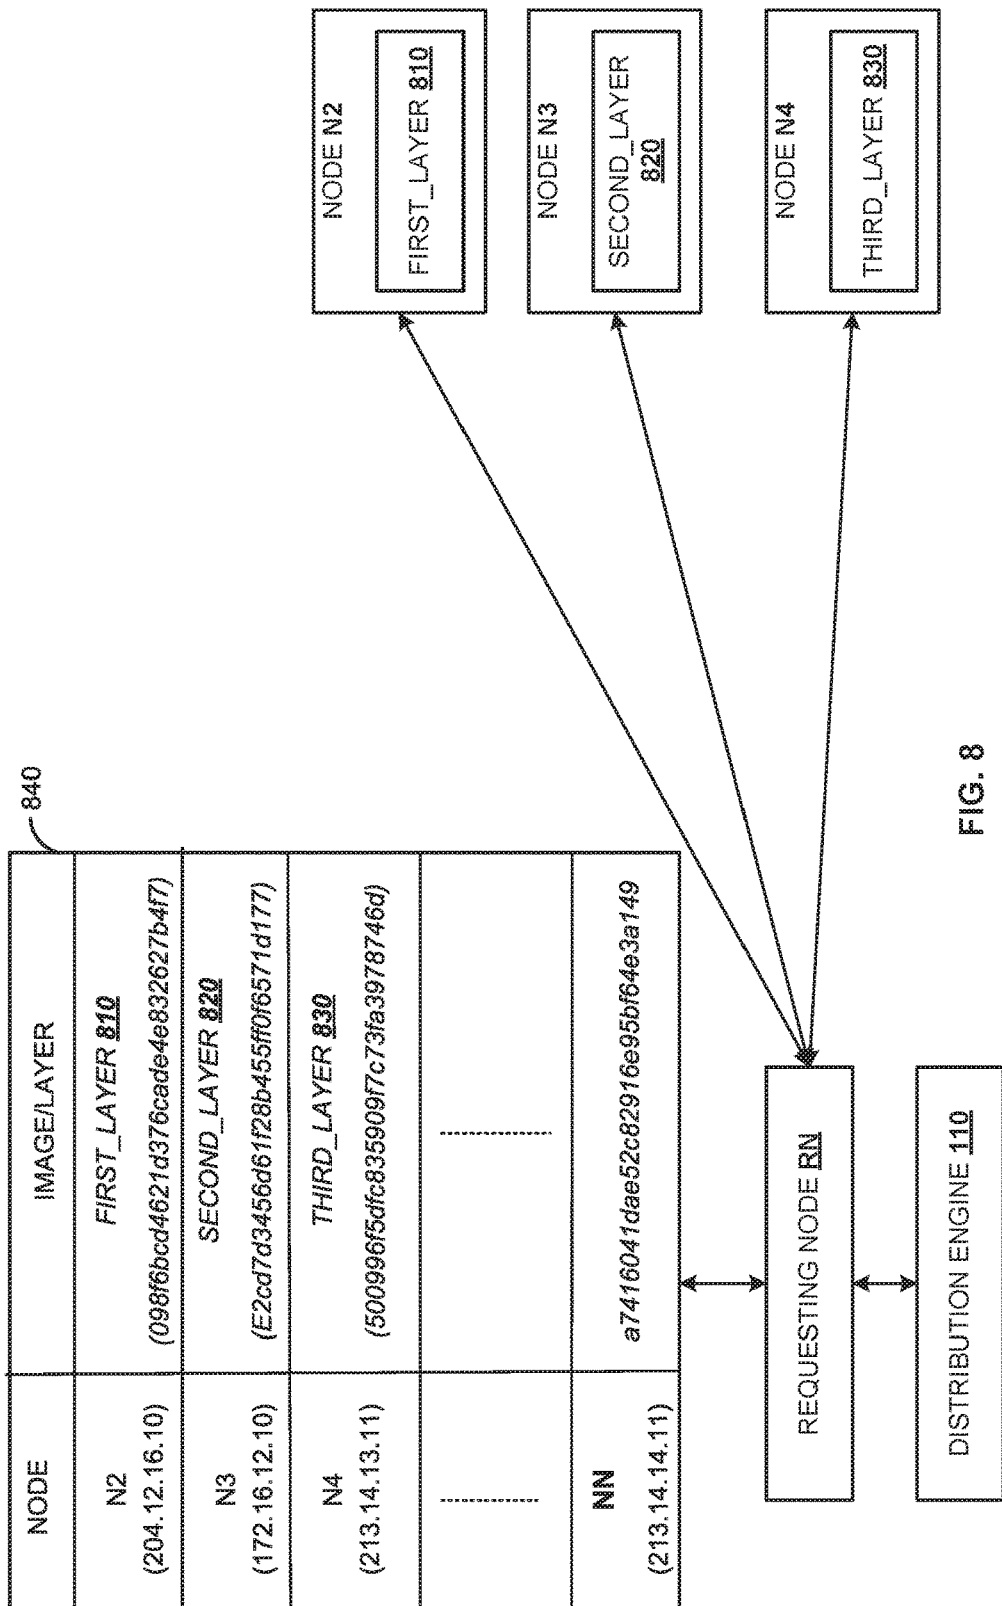 840
NODE
IMAGE/LAYER
N2
(204.12.16.10)
FIRST_LAYER 810
(098f6bcd4621d376cade4e832627b4f7)
N3
(172.16.12.10)
SECOND_LAYER 820
(E2cd7d3456d61f28b455ff0f6571d177)
N4
(213.14.13.11)
THIRD_LAYER 830
(500996f5dfc835909f7c73fa3978746d)
NN
(213.14.14.11)
a7416041dae52c82916e95bf64e3a149
REQUESTING NODE RN
DISTRIBUTION ENGINE 110
NODE N2
FIRST_LAYER 810
NODE N3
SECOND_LAYER
820
NODE N4
THIRD_LAYER 830
FIG. 8